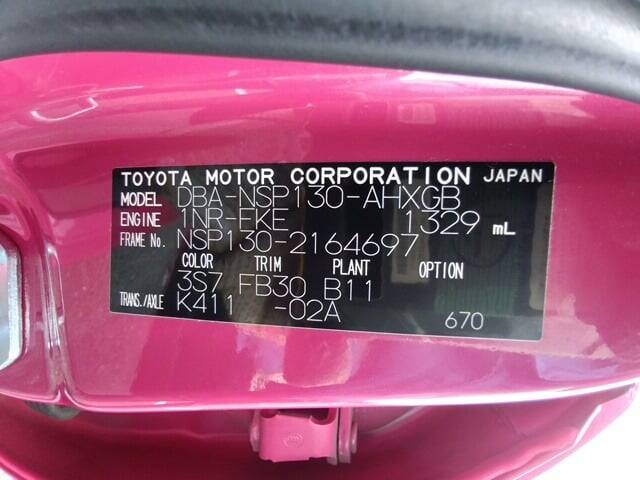 TOYOTA MOTOR CORPORATION JAPAN
MODEL DBA-NSP130-AHXGB
ENGINE 1NR-FKE 1329 mL
FRAME No. NSP130-2164697
COLOR TRIM PLANT OPTION
3S7 FB30 B11
TRANS./AXLE K411 -02A
670